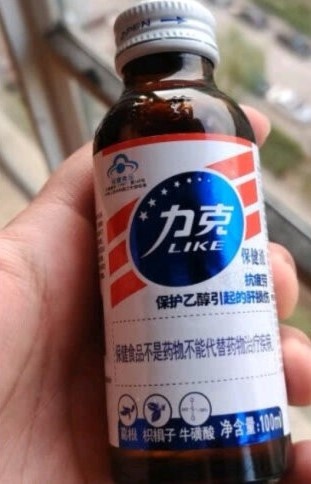 OPEN
力克
LIKE
保健
抗疲劳
保护乙醇引起的肝损伤
保健食品不是药物不能代替药物治疗疾病
葛根 枳椇子 牛磺酸 净含量:100ml